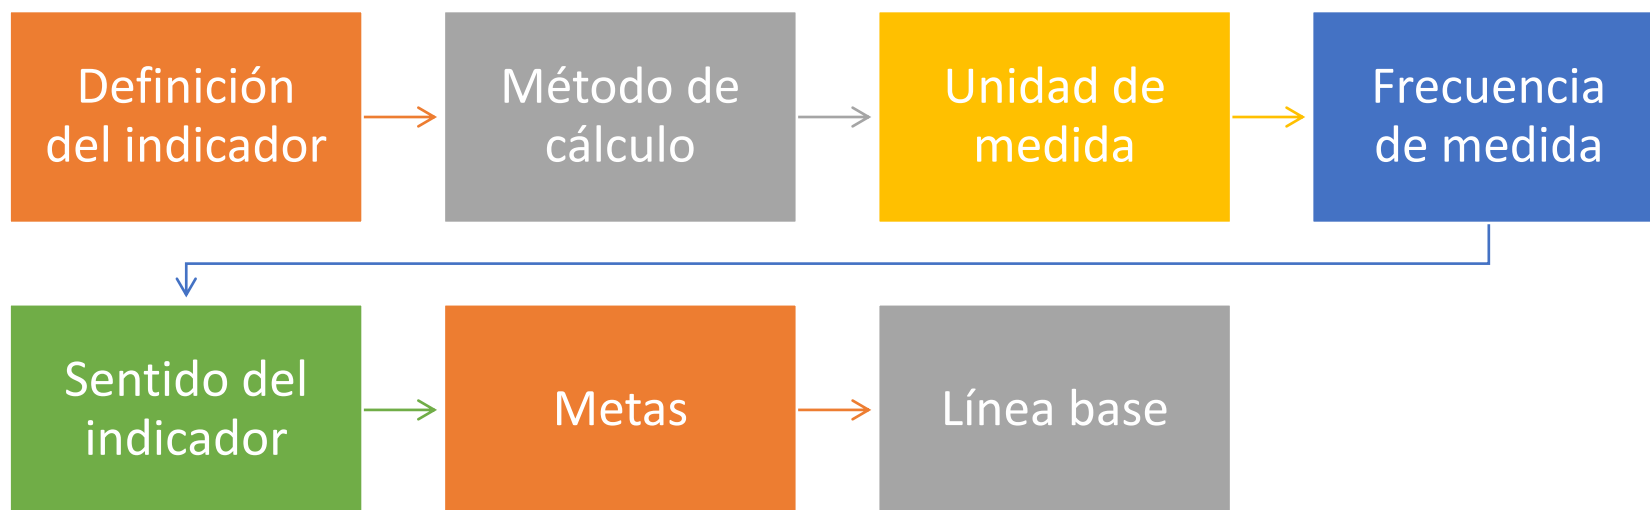 Definición
del indicador
Método de
cálculo
Unidad de
medida
Frecuencia
de medida
Sentido del
indicador
Metas
Línea base